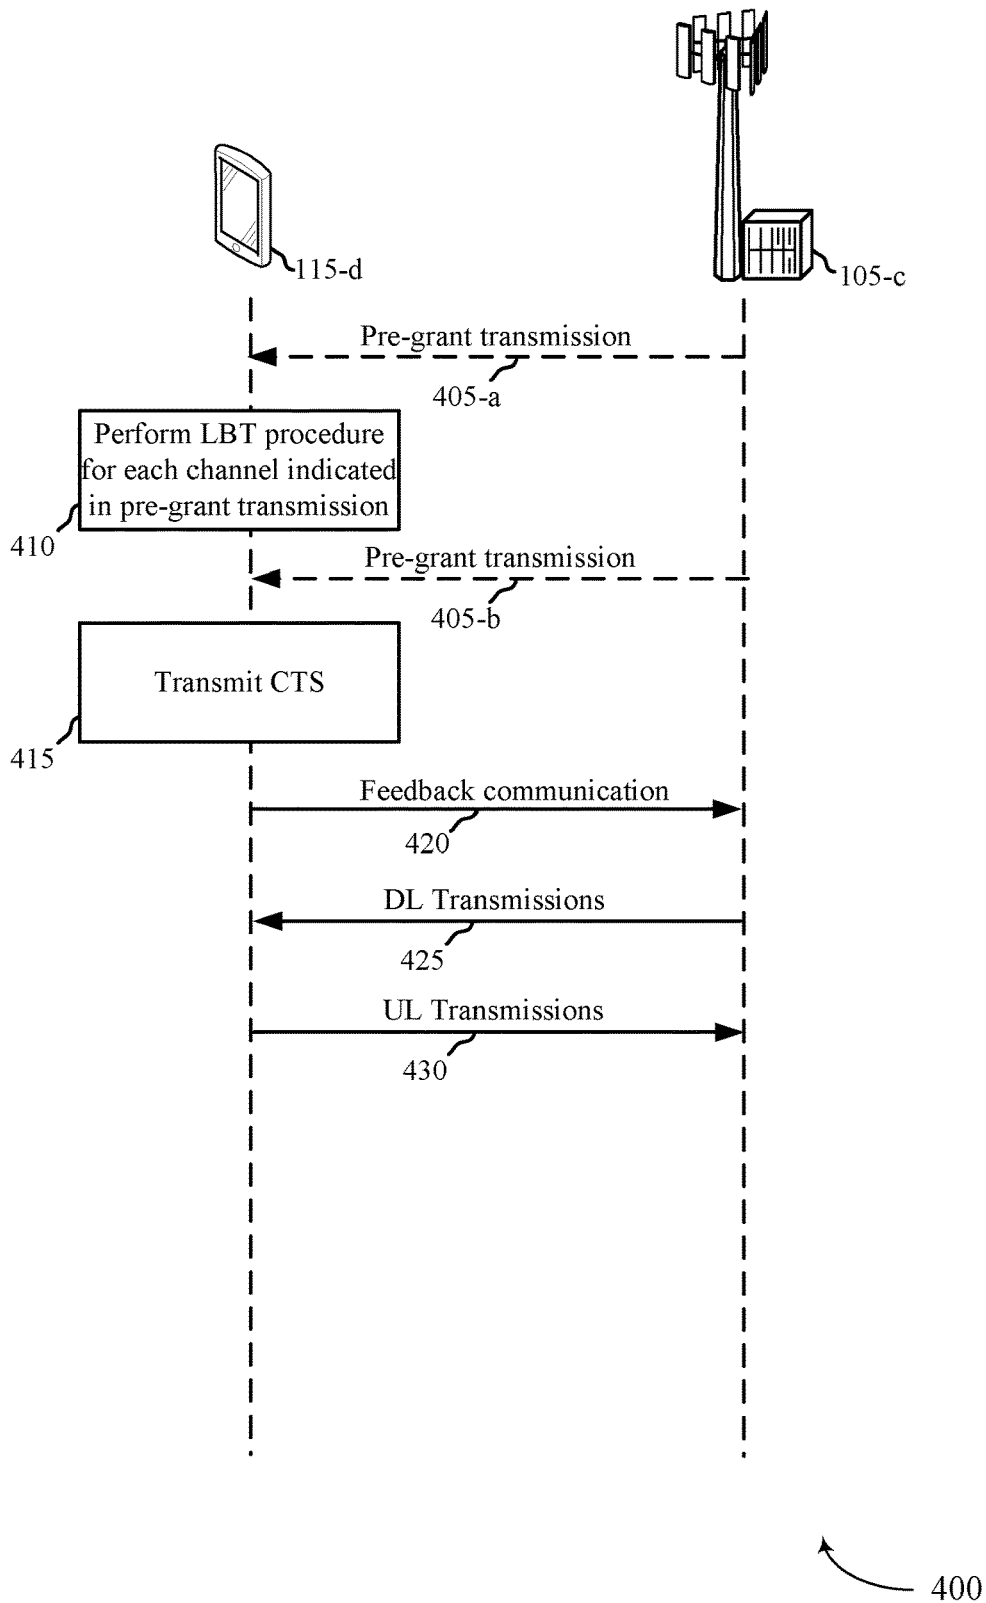 115-d
105-c
Pre-grant transmission
405-a
Perform LBT procedure
for each channel indicated
in pre-grant transmission
410
Pre-grant transmission
405-b
Transmit CTS
415
Feedback communication
420
DL Transmissions
425
UL Transmissions
430
400